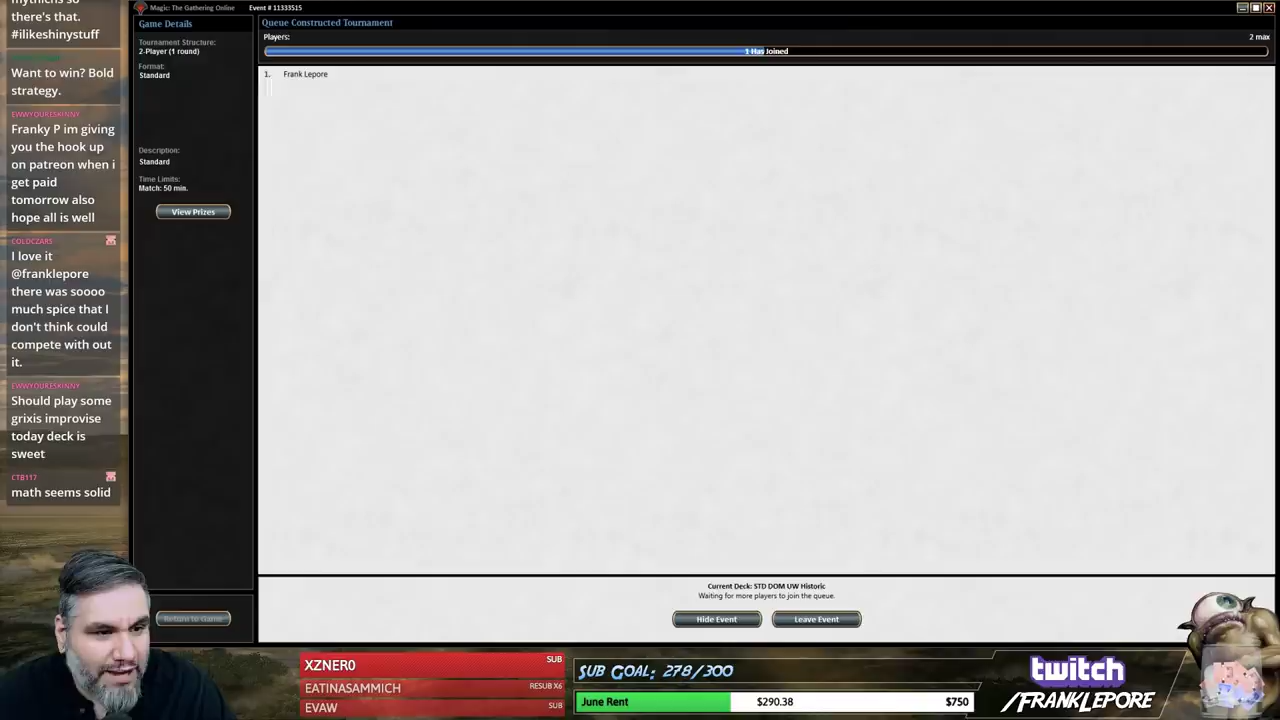 Magic: The Gathering Online Event # 11333515
Game Details
Tournament Structure:
2-Player (1 round)
Format:
Standard
Description:
Standard
Time Limits:
Match: 50 min.
View Prizes
Return to Game
Queue Constructed Tournament
Players:
1 Has Joined
2 max
1. Frank Lepore
Current Deck: STD DOM UW Historic
Waiting for more players to join the queue.
Hide Event
Leave Event
there's that.
#ilikeshinystuff
Want to win? Bold
strategy.
EWWYOURESKINNY
Franky P im giving
you the hook up
on patreon when i
get paid
tomorrow also
hope all is well
COLDCZARS
I love it
@franklepore
there was soooo
much spice that I
don't think could
compete with out
it.
EWWYOURESKINNY
Should play some
grixis improvise
today deck is
sweet
CTB117
math seems solid
XZNER0 SUB
EATINASAMMICH RESUB X6
EVAW SUB
SUB GOAL: 278/300
June Rent $290.38 $750
twitch
/FRANKLEPORE